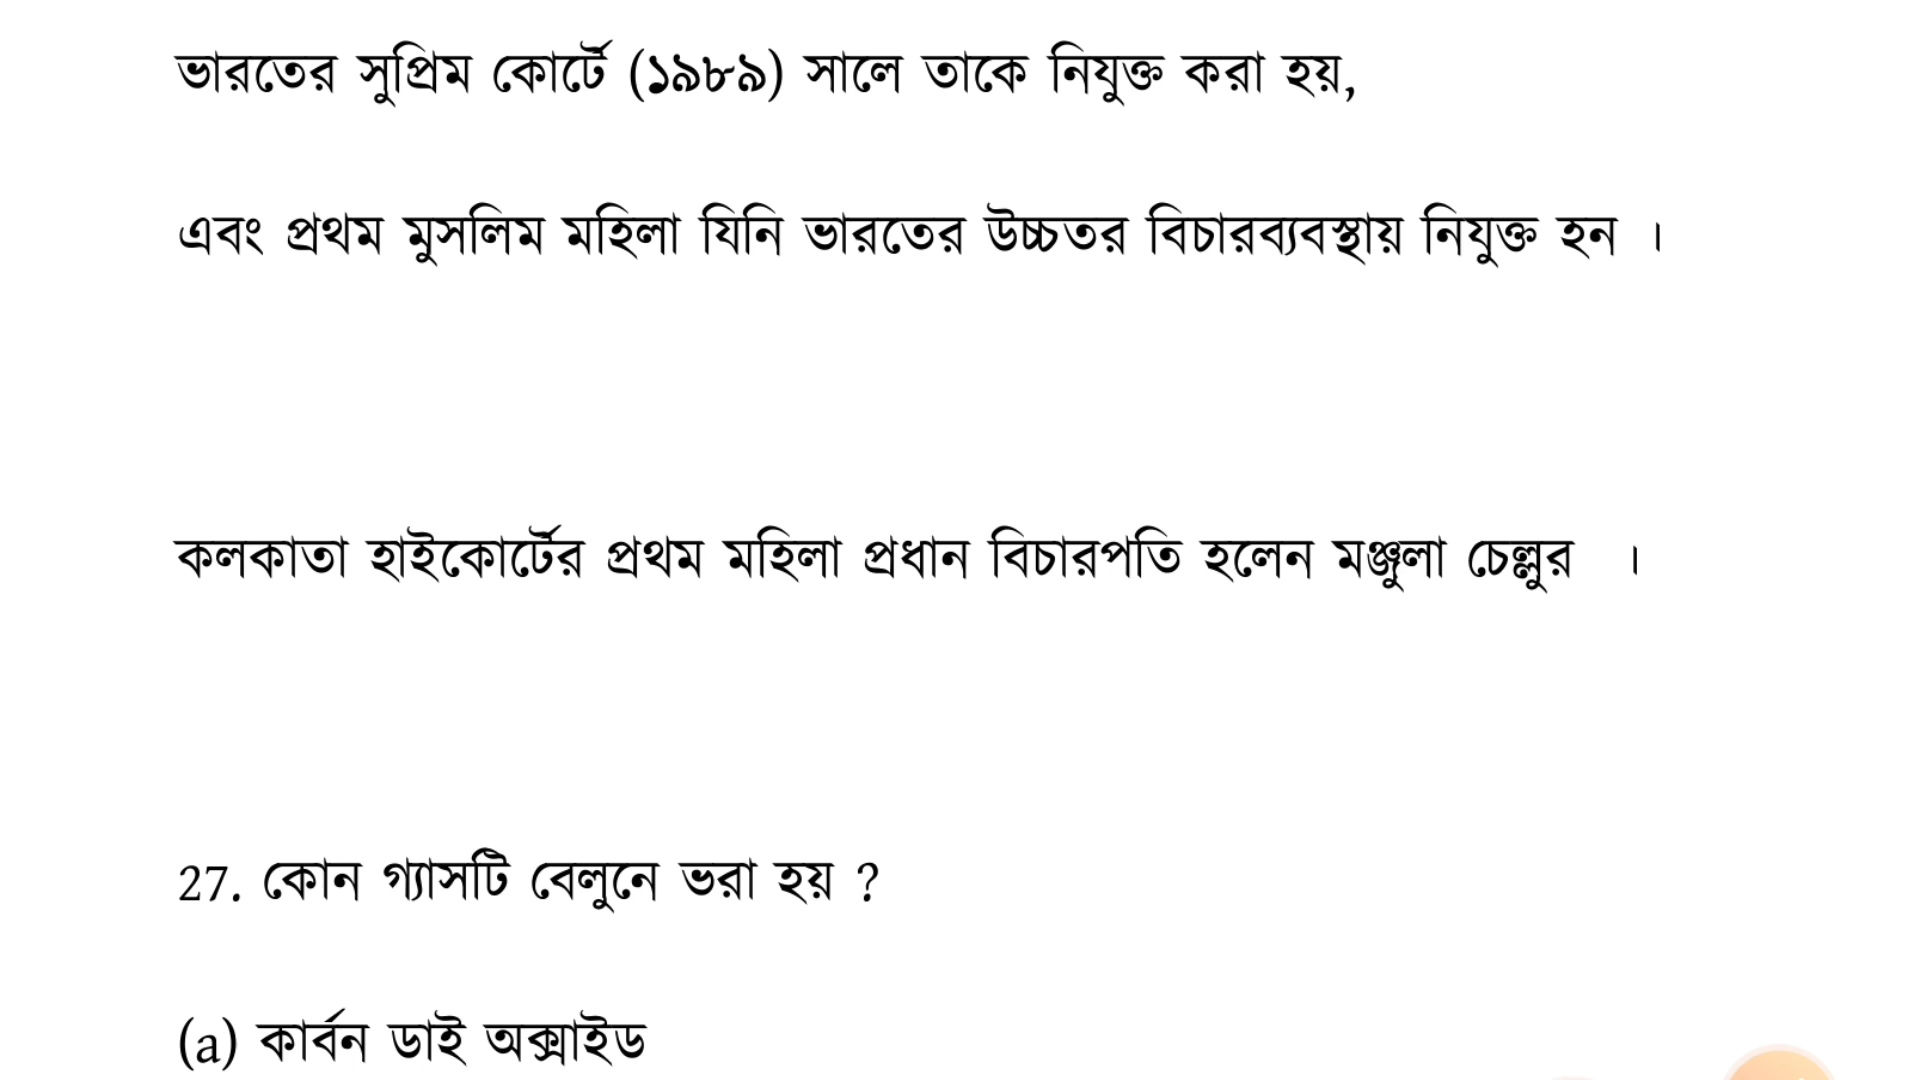 ভারতের সুপ্রিম কোর্টে (১৯৮৯) সালে তাকে নিযুক্ত করা হয়,
এবং প্রথম মুসলিম মহিলা যিনি ভারতের উচ্চতর বিচারব্যবস্থায় নিযুক্ত হন ।
কলকাতা হাইকোর্টের প্রথম মহিলা প্রধান বিচারপতি হলেন মঞ্জুলা চেল্লুর ।
27. কোন গ্যাসটি বেলুনে ভরা হয় ?
(a) কার্বন ডাই অক্সাইড